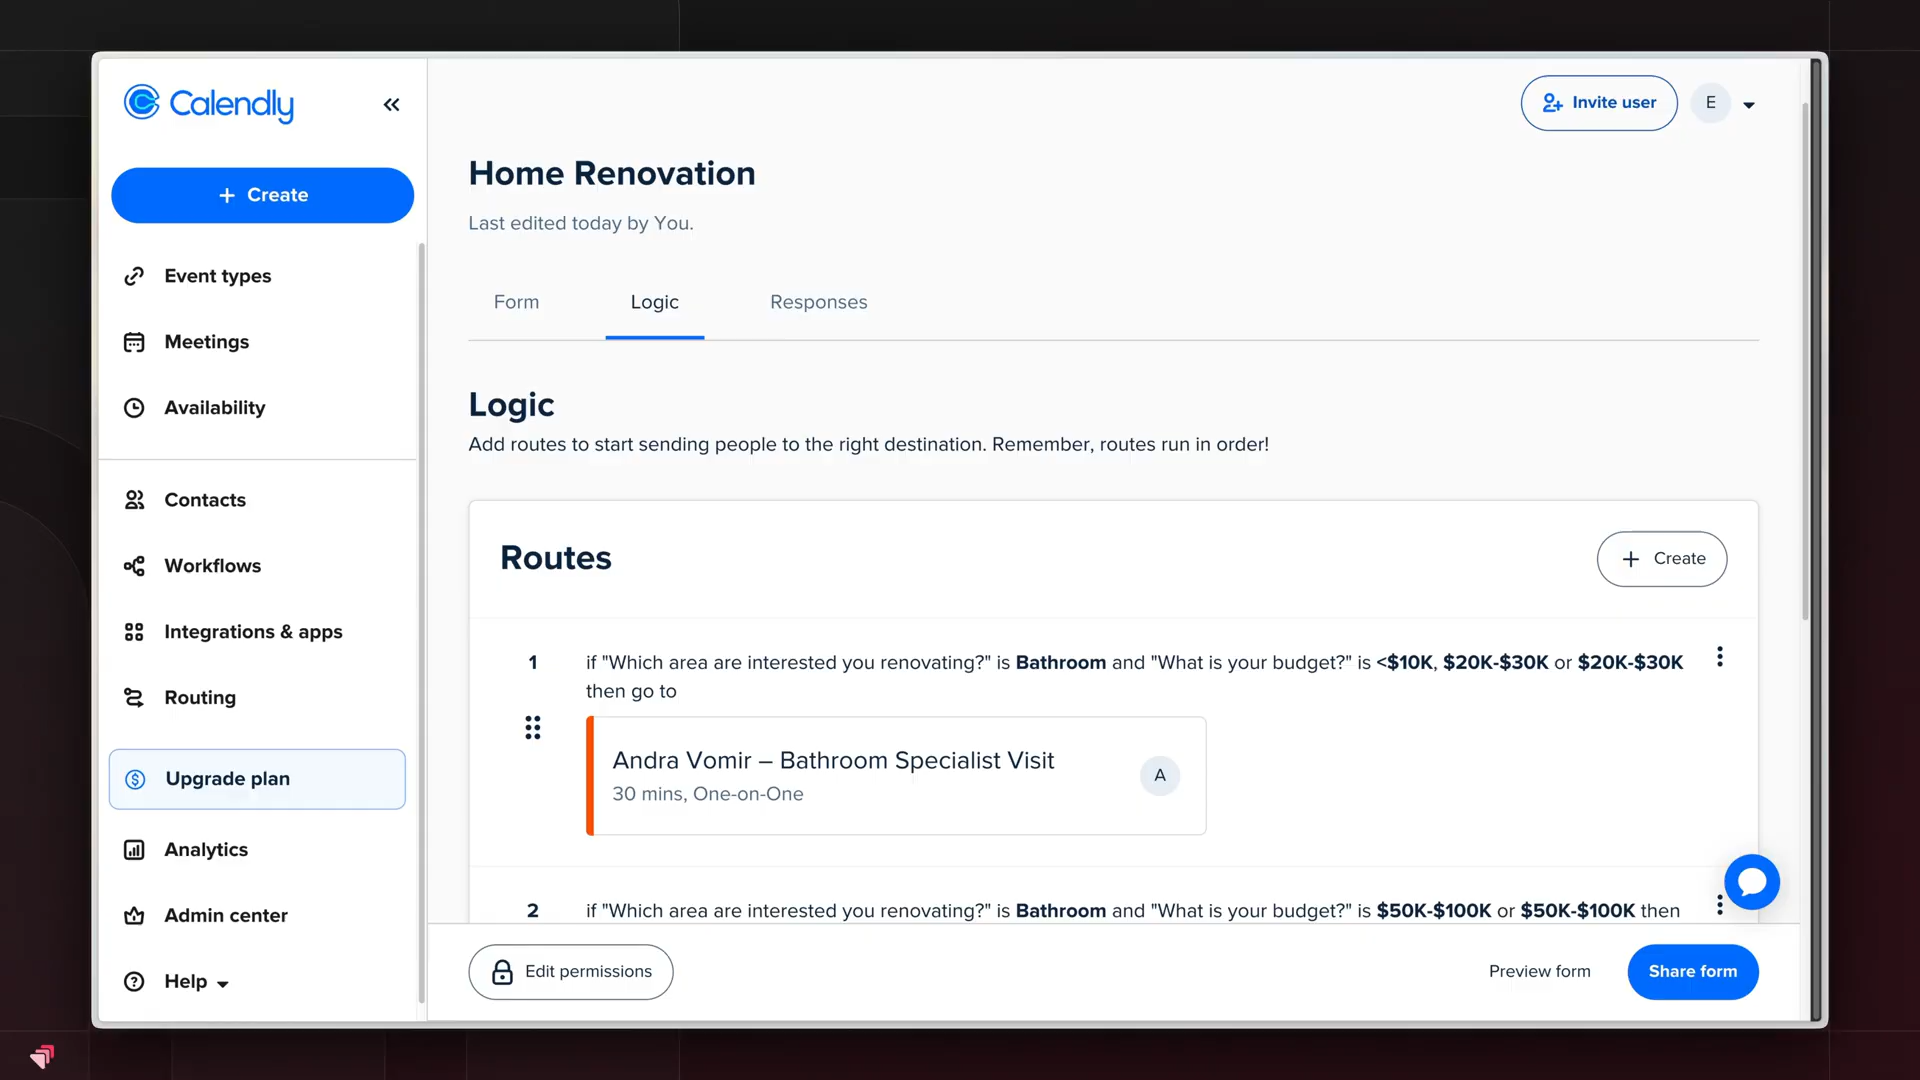 Calendly
Invite user
E
+ Create
Home Renovation
Last edited today by You.
Event types
Meetings
Availability
Contacts
Workflows
Integrations & apps
Routing
Upgrade plan
Analytics
Admin center
Help
Form
Logic
Responses
Logic
Add routes to start sending people to the right destination. Remember, routes run in order!
Routes
+ Create
1
if "Which area are interested you renovating?" is Bathroom and "What is your budget?" is <$10K, $20K-$30K or $20K-$30K
then go to
Andra Vomir – Bathroom Specialist Visit
30 mins, One-on-One
A
2
if "Which area are interested you renovating?" is Bathroom and "What is your budget?" is $50K-$100K or $50K-$100K then
Edit permissions
Preview form
Share form